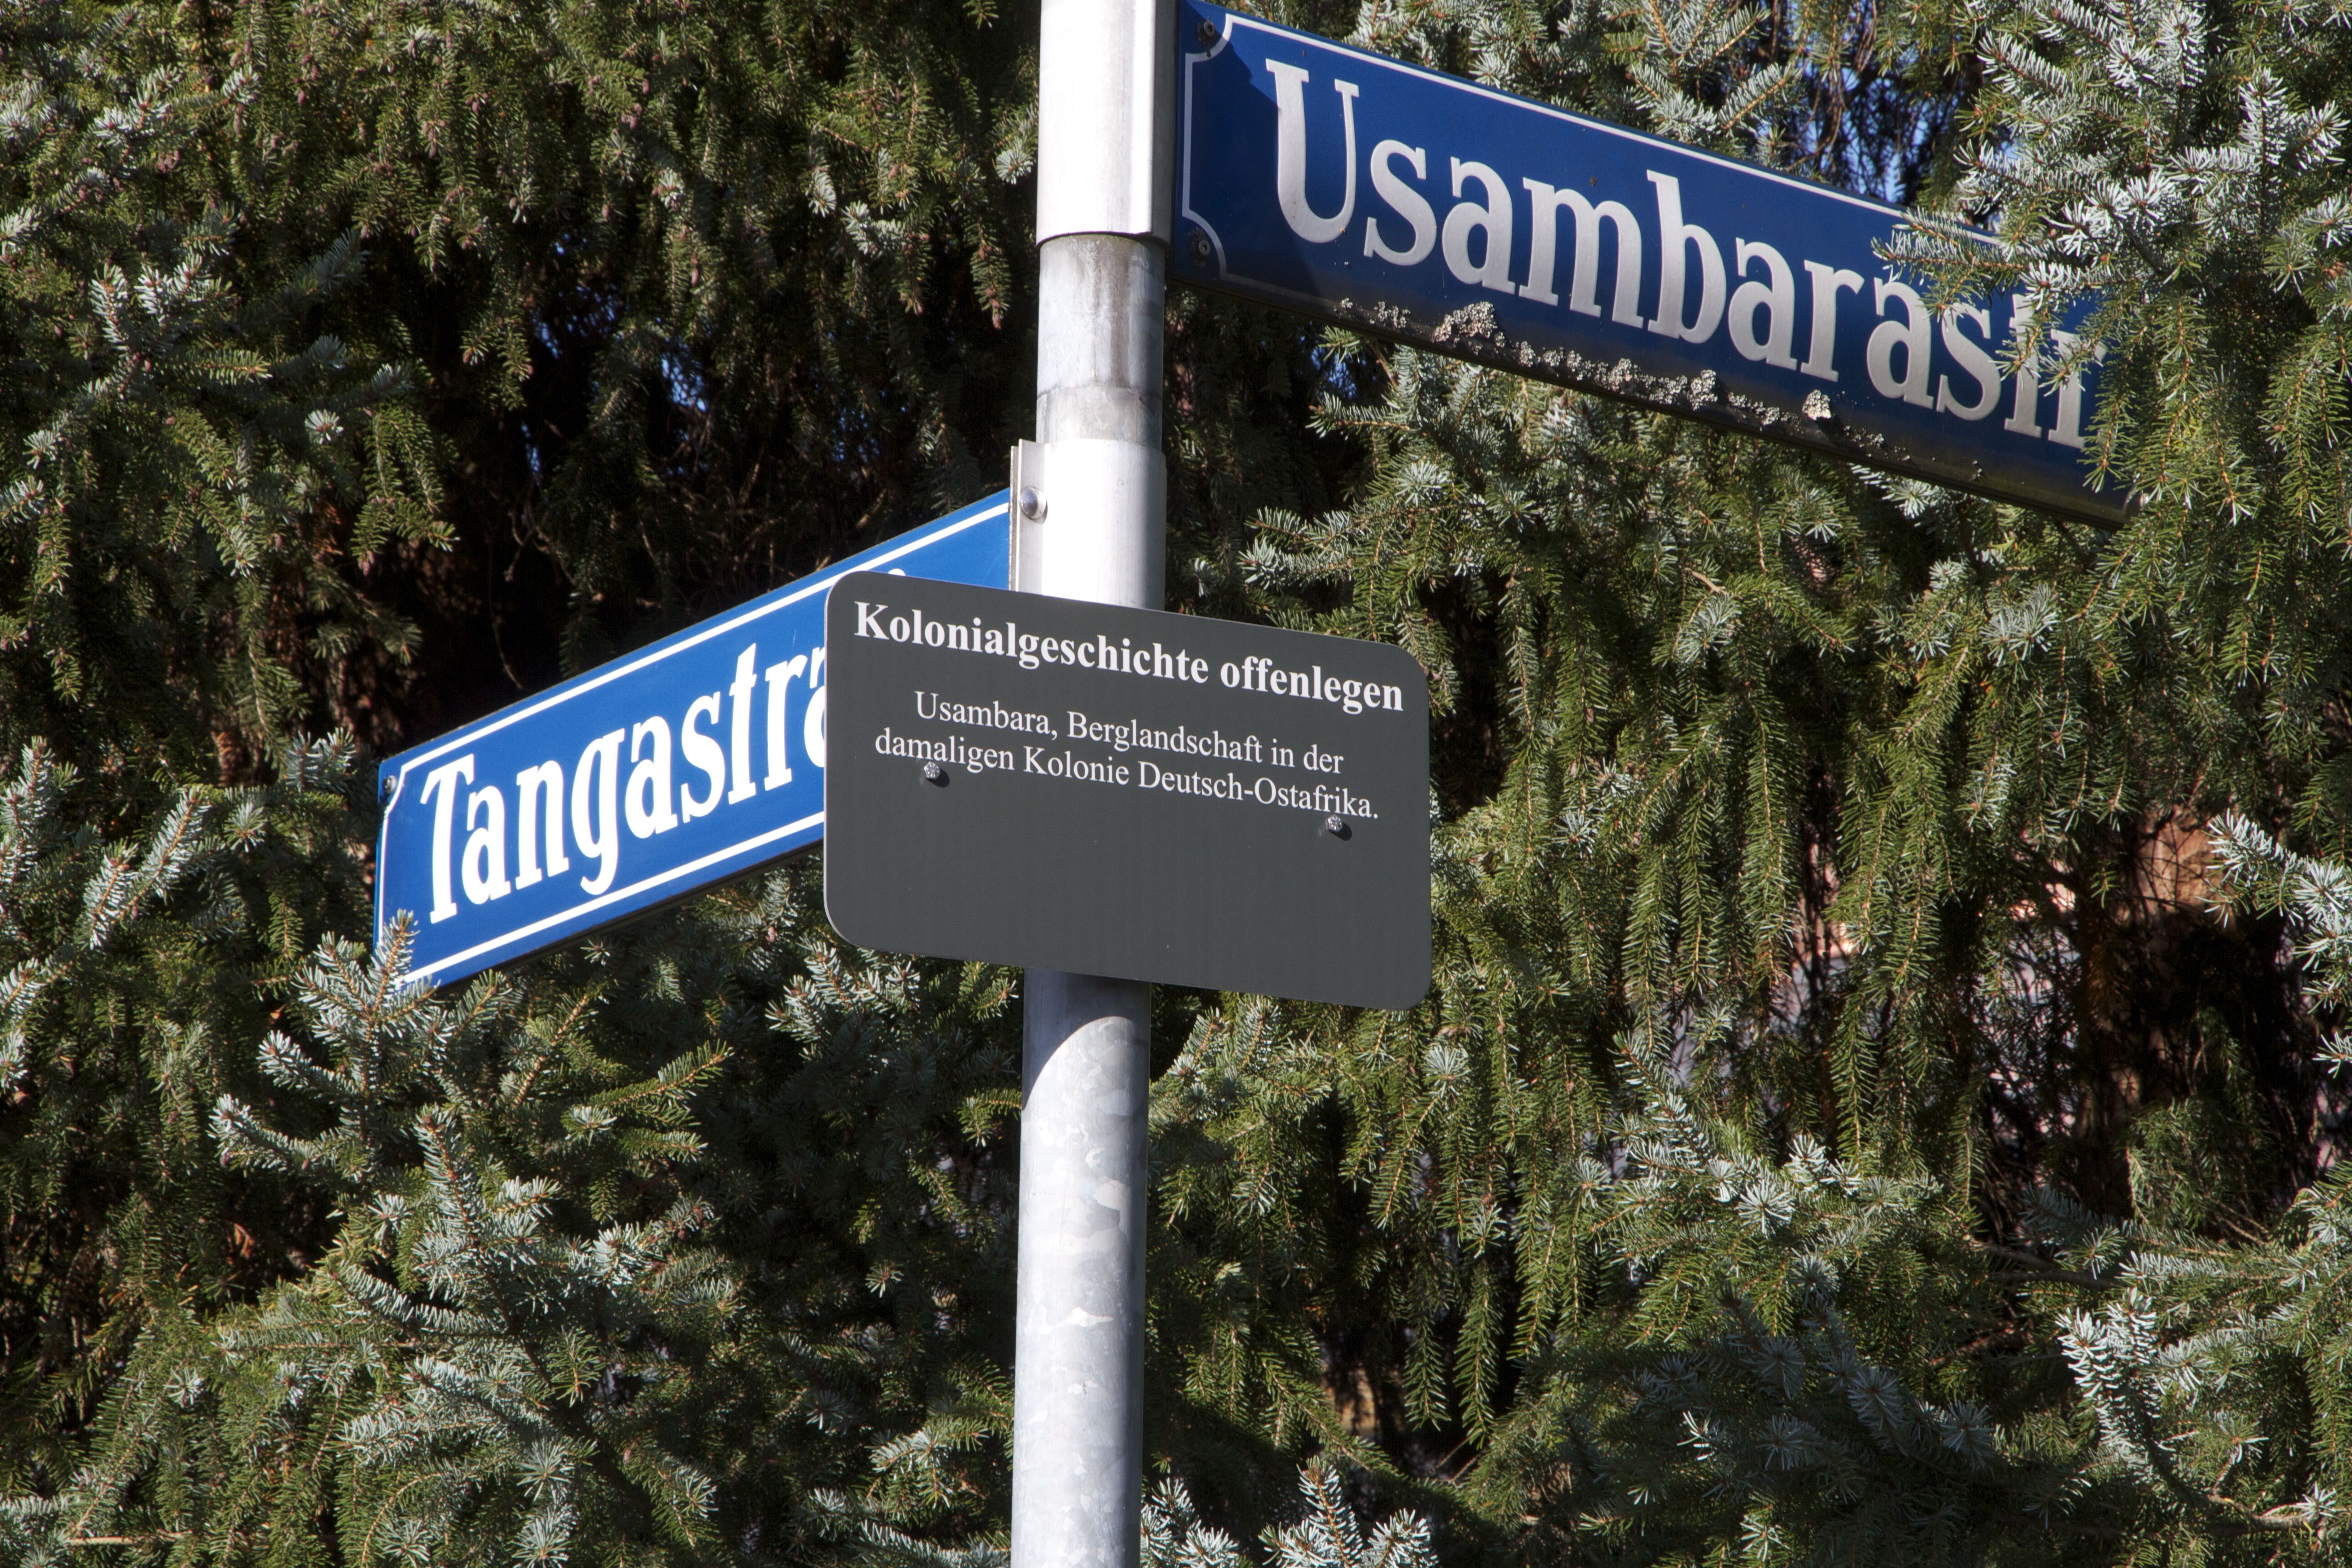 Usambarastr
Tangastra
Kolonialgeschichte offenlegen
Usambara, Berglandschaft in der
damaligen Kolonie Deutsch-Ostafrika.